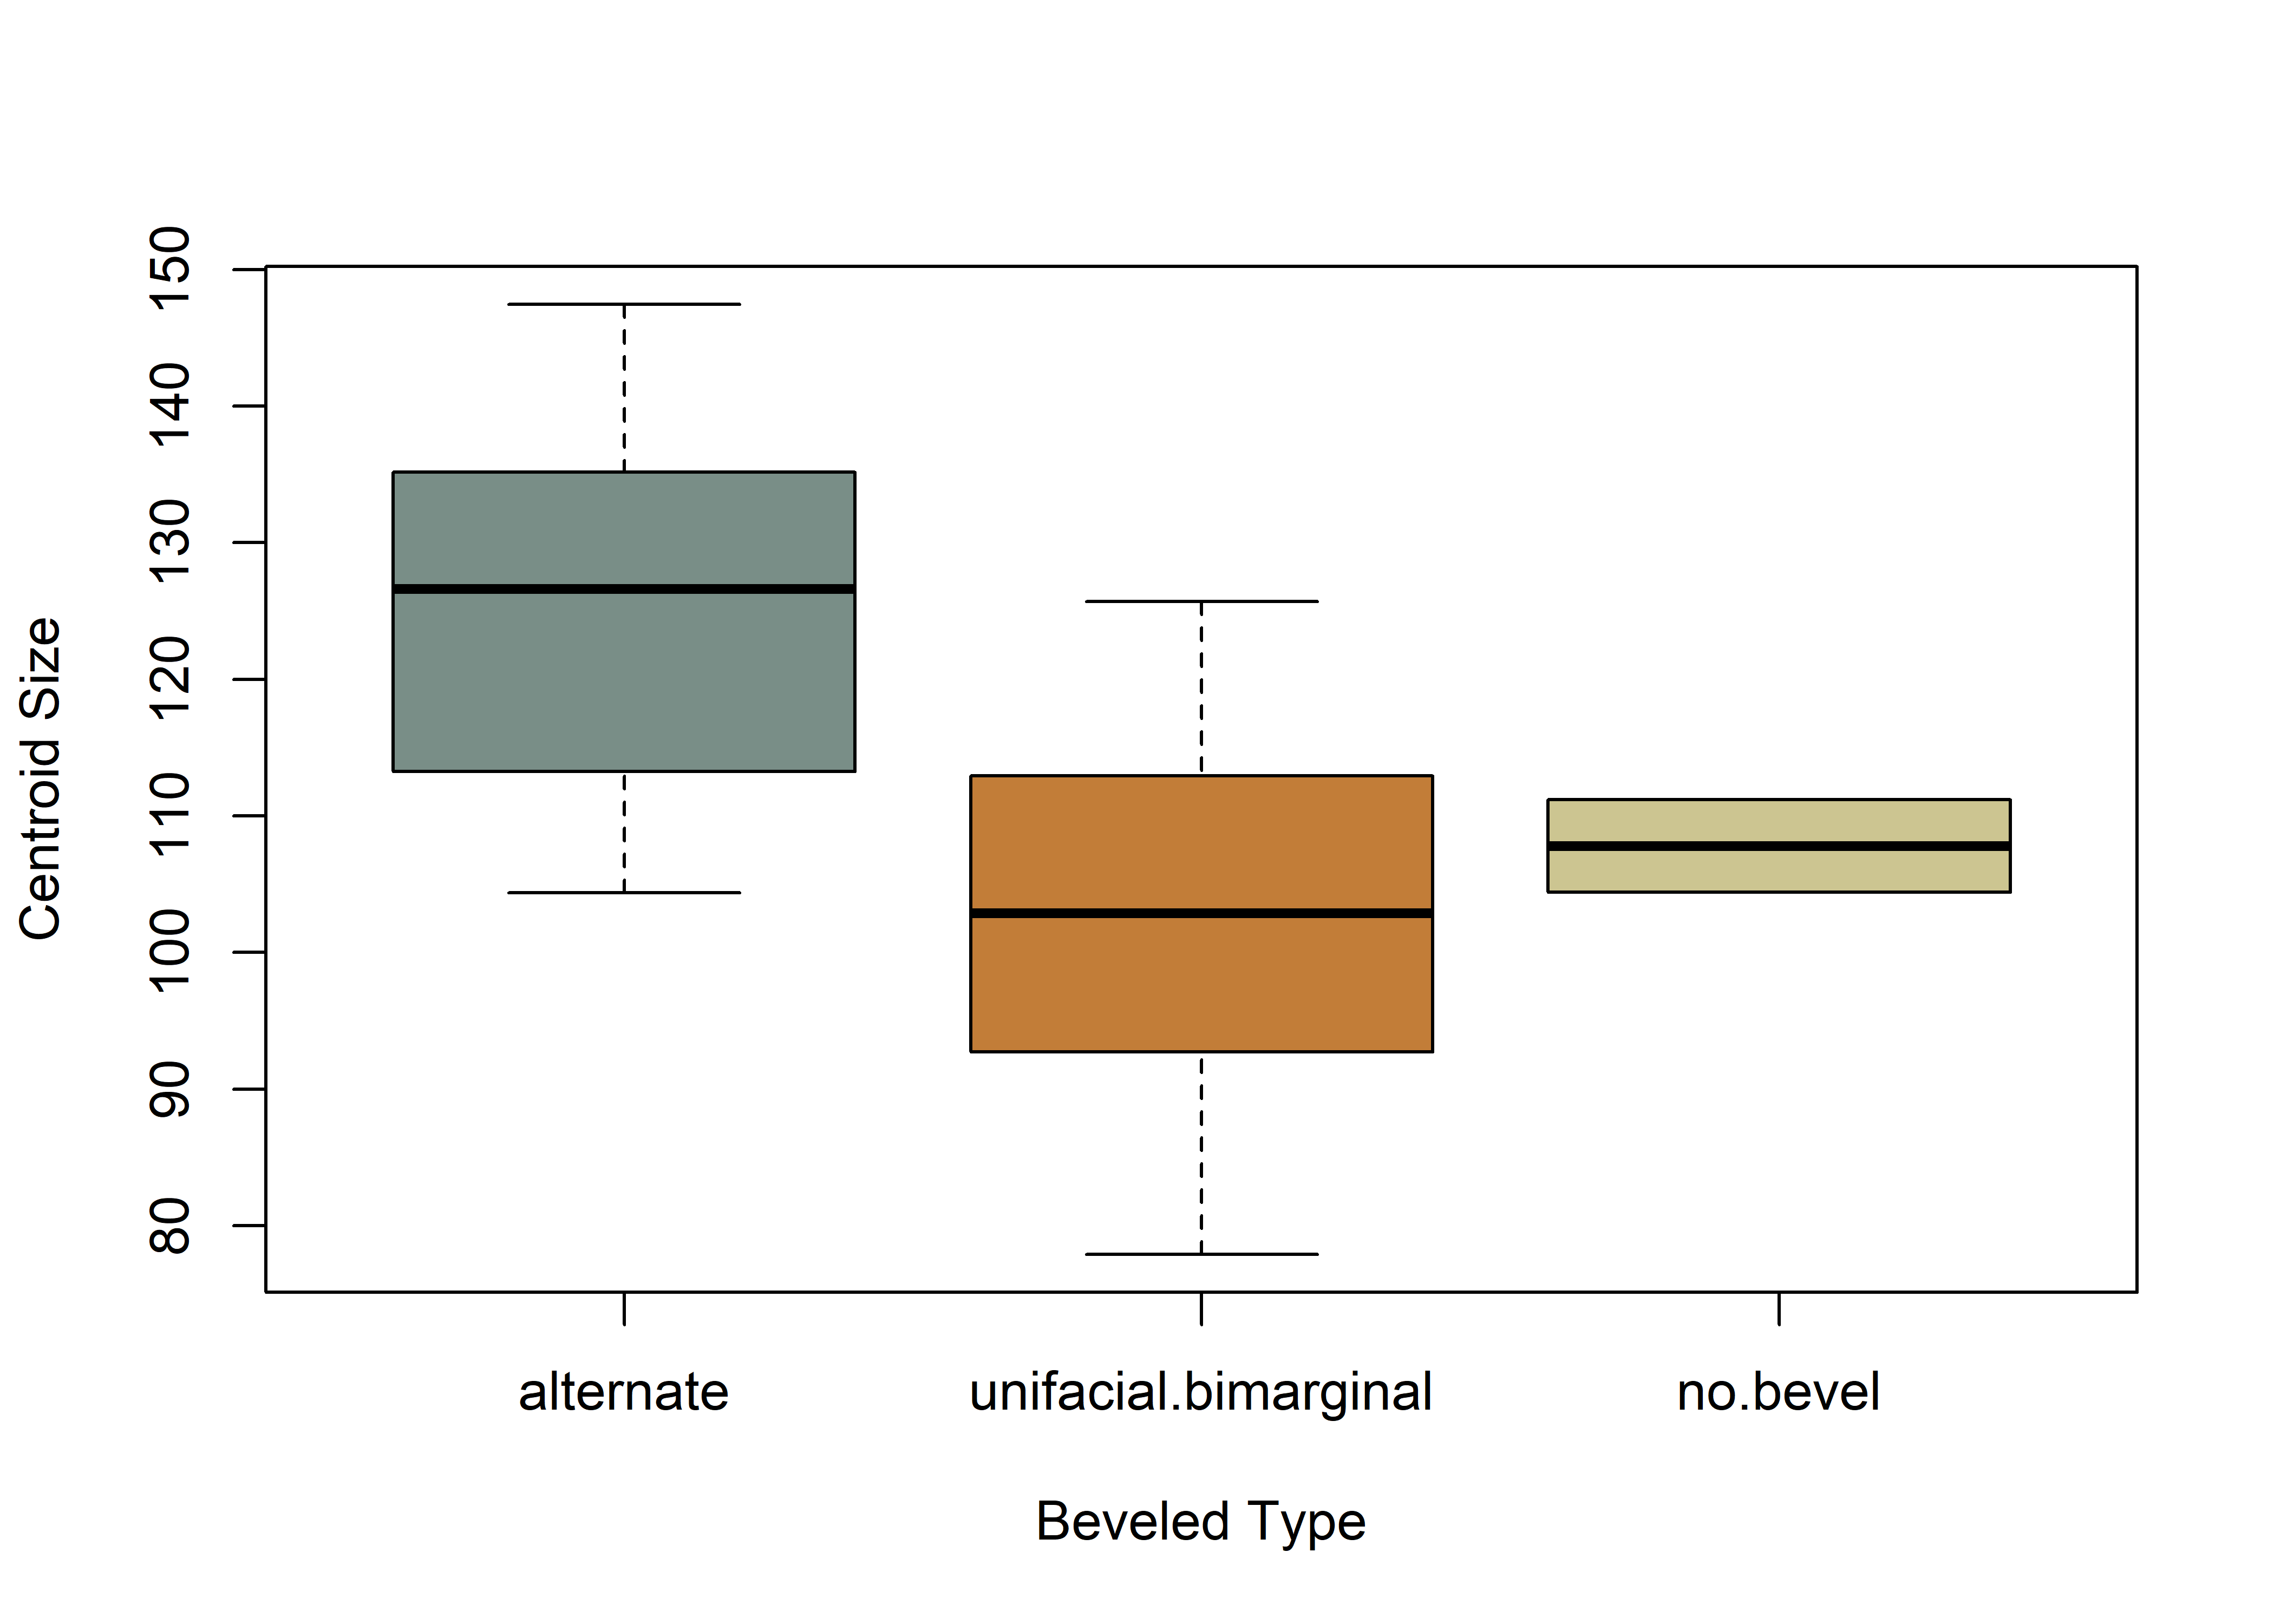 Centroid Size
150
140
130
120
110
100
90
80
alternate unifacial.bimarginal no.bevel
Beveled Type